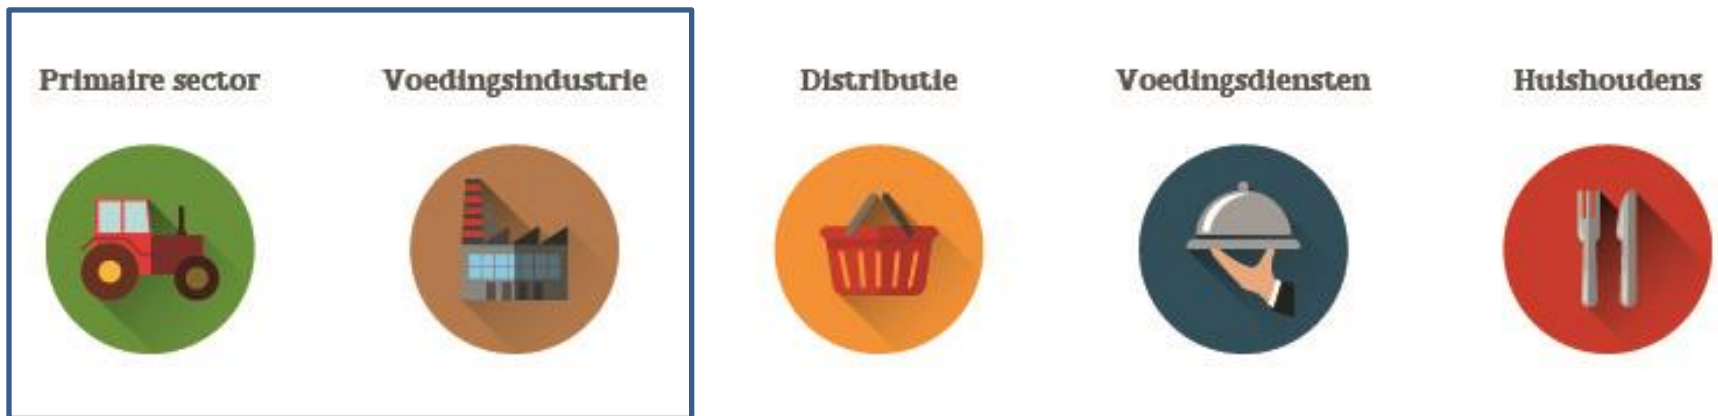 Primaire sector
Voedingsindustrie
Distributie
Voedingsdiensten
Huishoudens